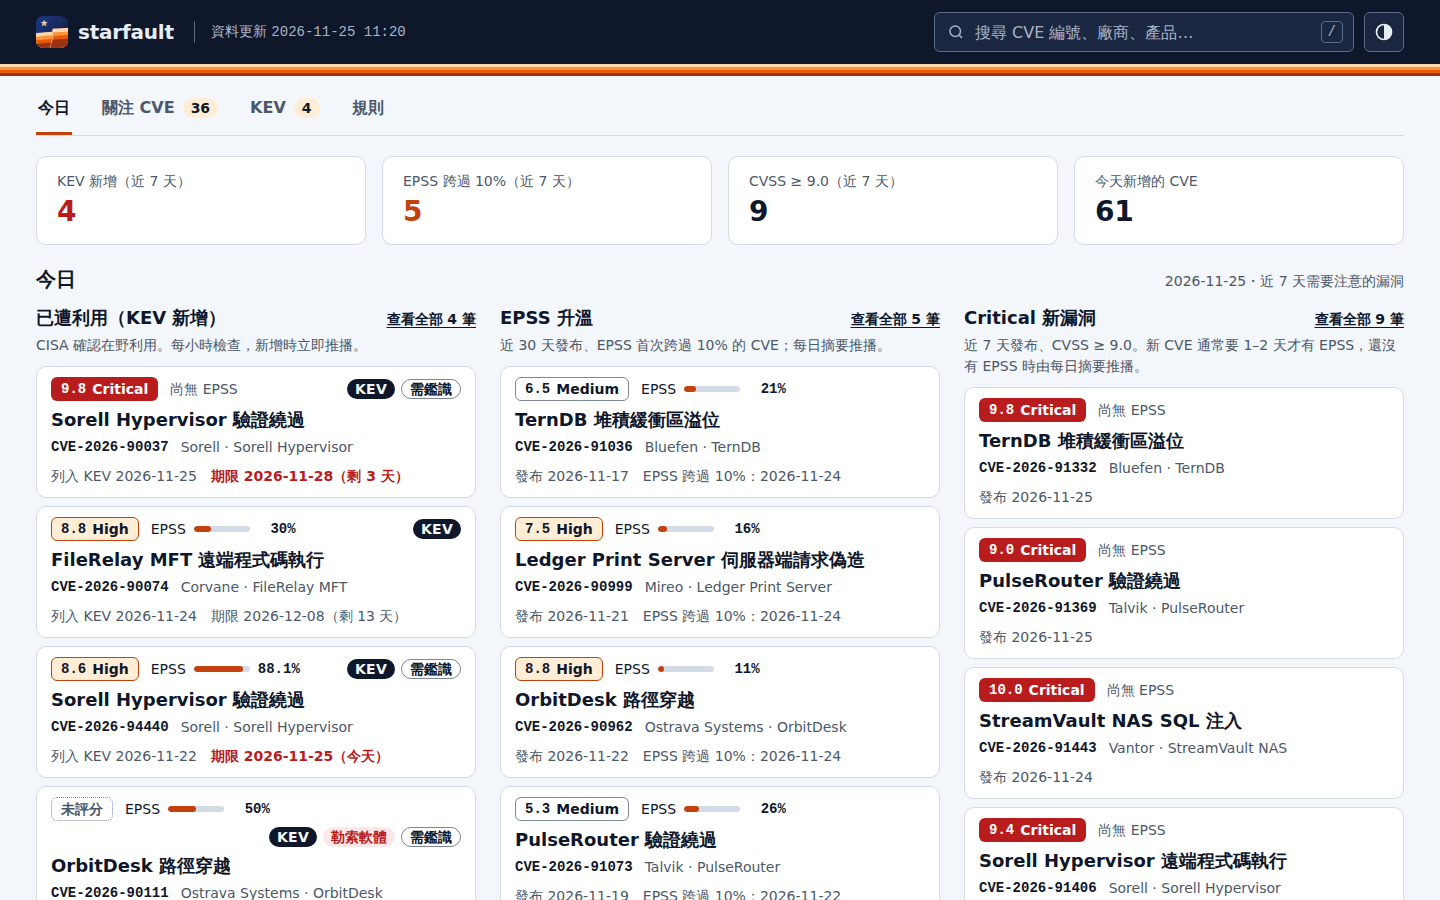 starfault
資料更新 2026-11-25 11:20
搜尋 CVE 編號、廠商、產品…
/
今日
關注 CVE 36
KEV 4
規則
KEV 新增（近 7 天）
4
EPSS 跨過 10%（近 7 天）
5
CVSS ≥ 9.0（近 7 天）
9
今天新增的 CVE
61
今日
2026-11-25 · 近 7 天需要注意的漏洞
已遭利用（KEV 新增）
查看全部 4 筆
CISA 確認在野利用。每小時檢查，新增時立即推播。
9.8 Critical 尚無 EPSS KEV 需鑑識
Sorell Hypervisor 驗證繞過
CVE-2026-90037 Sorell · Sorell Hypervisor
列入 KEV 2026-11-25 期限 2026-11-28（剩 3 天）
8.8 High EPSS 30% KEV
FileRelay MFT 遠端程式碼執行
CVE-2026-90074 Corvane · FileRelay MFT
列入 KEV 2026-11-24 期限 2026-12-08（剩 13 天）
8.6 High EPSS 88.1% KEV 需鑑識
Sorell Hypervisor 驗證繞過
CVE-2026-94440 Sorell · Sorell Hypervisor
列入 KEV 2026-11-22 期限 2026-11-25（今天）
未評分 EPSS 50%
KEV 勒索軟體 需鑑識
OrbitDesk 路徑穿越
CVE-2026-90111 Ostrava Systems · OrbitDesk
EPSS 升溫
查看全部 5 筆
近 30 天發布、EPSS 首次跨過 10% 的 CVE；每日摘要推播。
6.5 Medium EPSS 21%
TernDB 堆積緩衝區溢位
CVE-2026-91036 Bluefen · TernDB
發布 2026-11-17 EPSS 跨過 10%：2026-11-24
7.5 High EPSS 16%
Ledger Print Server 伺服器端請求偽造
CVE-2026-90999 Mireo · Ledger Print Server
發布 2026-11-21 EPSS 跨過 10%：2026-11-24
8.8 High EPSS 11%
OrbitDesk 路徑穿越
CVE-2026-90962 Ostrava Systems · OrbitDesk
發布 2026-11-22 EPSS 跨過 10%：2026-11-24
5.3 Medium EPSS 26%
PulseRouter 驗證繞過
CVE-2026-91073 Talvik · PulseRouter
發布 2026-11-19 EPSS 跨過 10%：2026-11-22
Critical 新漏洞
查看全部 9 筆
近 7 天發布、CVSS ≥ 9.0。新 CVE 通常要 1–2 天才有 EPSS，還沒
有 EPSS 時由每日摘要推播。
9.8 Critical 尚無 EPSS
TernDB 堆積緩衝區溢位
CVE-2026-91332 Bluefen · TernDB
發布 2026-11-25
9.0 Critical 尚無 EPSS
PulseRouter 驗證繞過
CVE-2026-91369 Talvik · PulseRouter
發布 2026-11-25
10.0 Critical 尚無 EPSS
StreamVault NAS SQL 注入
CVE-2026-91443 Vantor · StreamVault NAS
發布 2026-11-24
9.4 Critical 尚無 EPSS
Sorell Hypervisor 遠端程式碼執行
CVE-2026-91406 Sorell · Sorell Hypervisor